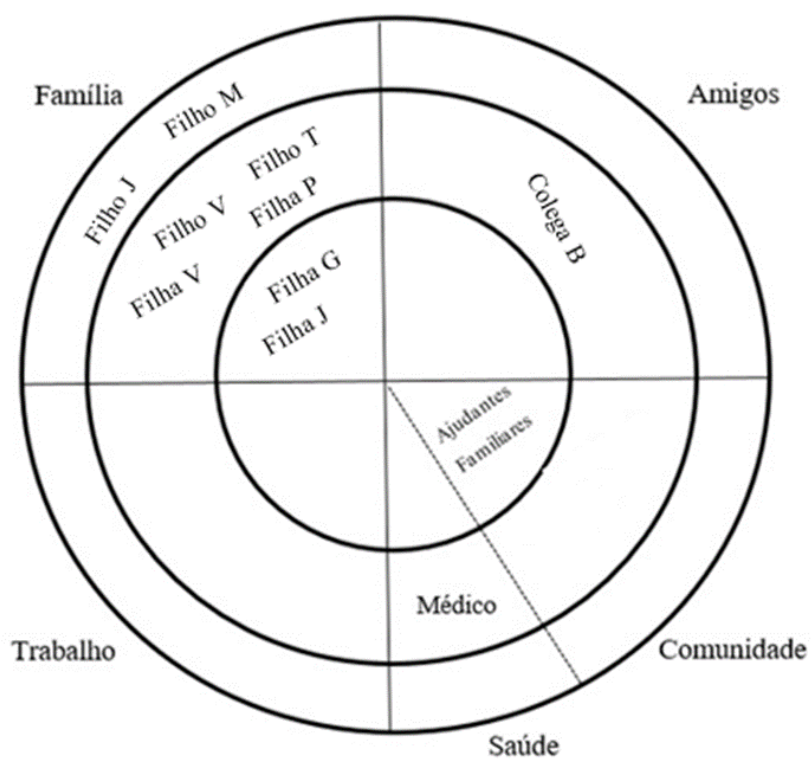 Família
Amigos
Filho M
Filho J
Filho T
Filho V
Filha P
Filha V
Filha G
Filha J
Colega B
Ajudantes
Familiares
Médico
Trabalho
Comunidade
Saúde